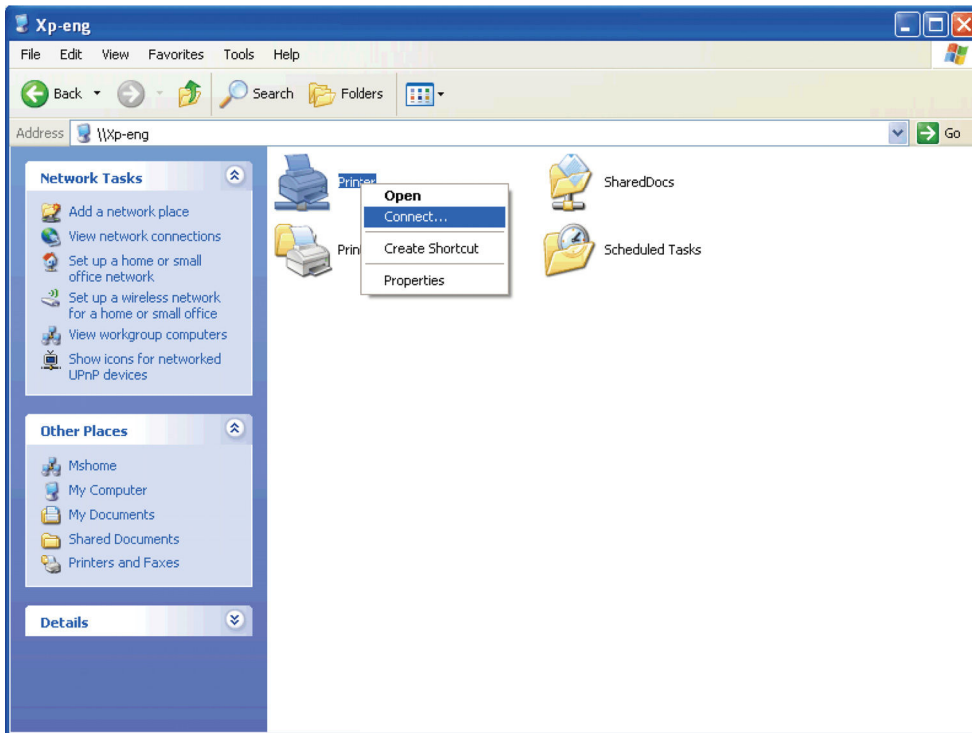 Xp-eng
File Edit View Favorites Tools Help
Back Search Folders
Address \\Xp-eng Go
Network Tasks
Add a network place
View network connections
Set up a home or small
office network
Set up a wireless network
for a home or small office
View workgroup computers
Show icons for networked
UPnP devices
Other Places
Mshome
My Computer
My Documents
Shared Documents
Printers and Faxes
Details
Printer
Open
Connect...
Create Shortcut
Properties
SharedDocs
Scheduled Tasks